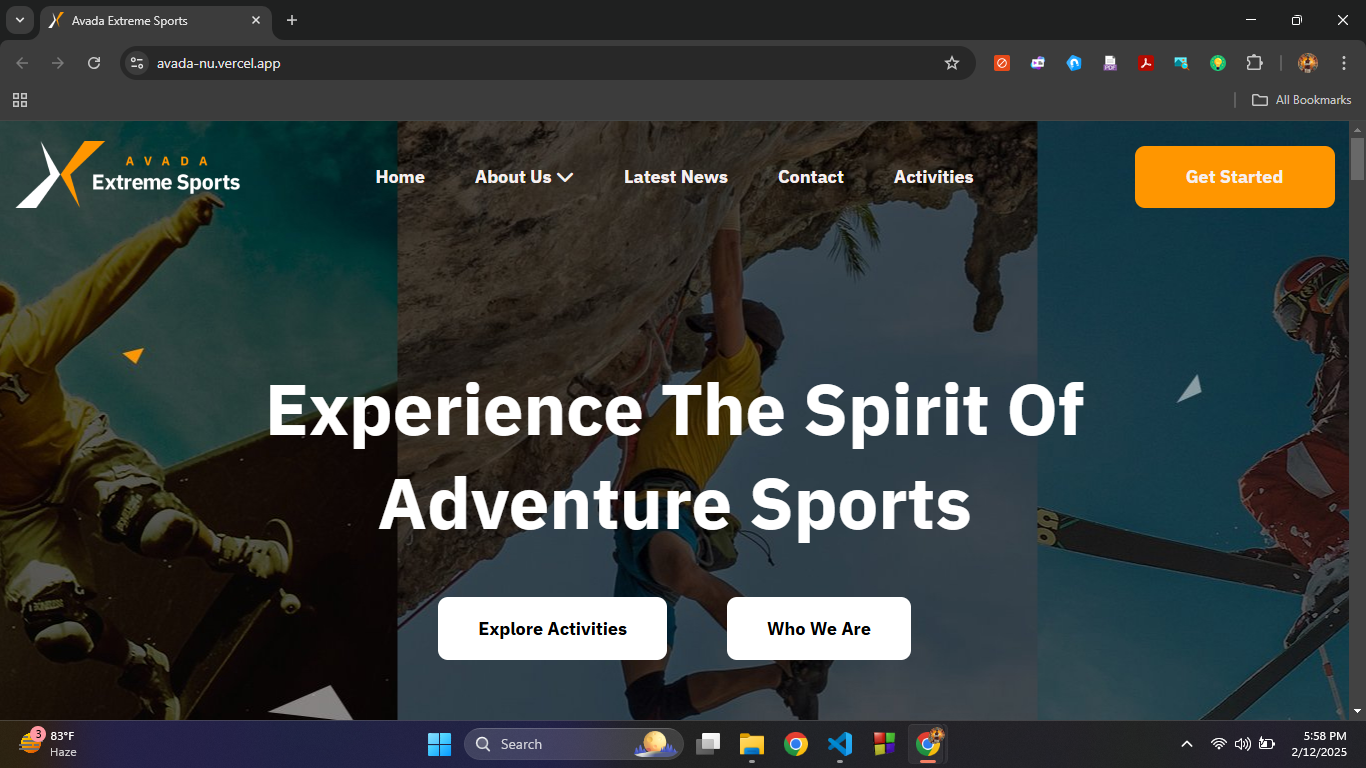 Avada Extreme Sports
avada-nu.vercel.app
All Bookmarks
AVADA
Extreme Sports
Home
About Us
Latest News
Contact
Activities
Get Started
Experience The Spirit Of
Adventure Sports
Explore Activities
Who We Are
3
83°F
Haze
Search
5:58 PM
2/12/2025